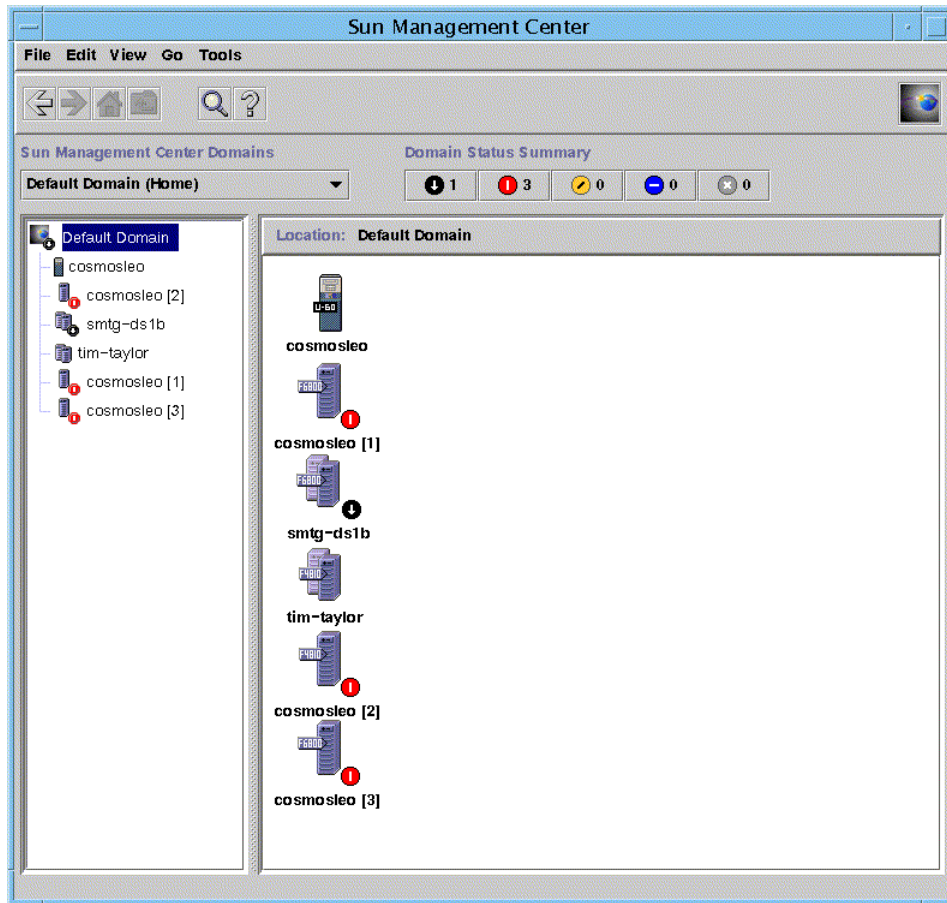 Sun Management Center
File Edit View Go Tools
Sun Management Center Domains
Domain Status Summary
Default Domain (Home)
1 3 0 0 0
Default Domain
cosmosleo
cosmosleo [2]
smtg-ds1b
tim-taylor
cosmosleo [1]
cosmosleo [3]
Location: Default Domain
U-60
cosmosleo
F6800
cosmosleo [1]
F6800
smtg-ds1b
F4810
tim-taylor
F4810
cosmosleo [2]
F6800
cosmosleo [3]